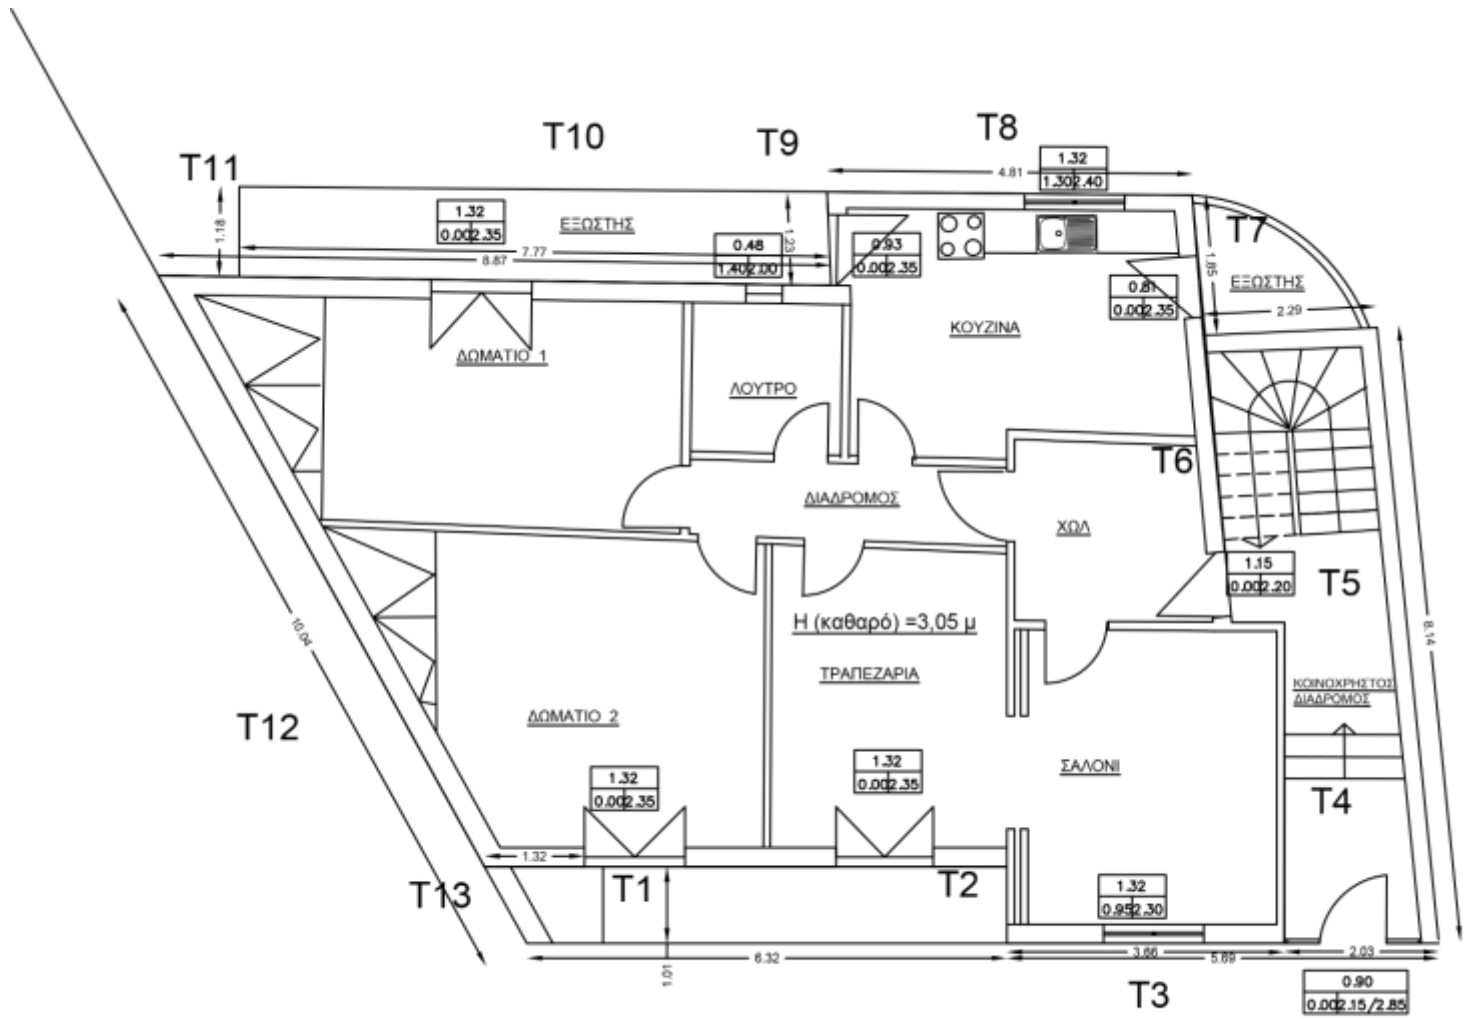 T8
T10
T9
T11
1.32
1.30 2.40
4.81
1.32
0.00 2.35
ΕΞΩΣΤΗΣ
T7
1.18
7.77
8.87
0.48
1.40 2.00
1.23
0.93
0.00 2.35
1.85
ΕΞΩΣΤΗΣ
0.81
0.00 2.35
2.29
ΚΟΥΖΙΝΑ
ΔΩΜΑΤΙΟ 1
ΛΟΥΤΡΟ
T6
ΔΙΑΔΡΟΜΟΣ
ΧΩΛ
1.15
0.00 2.20
T5
10.04
Η (καθαρό) =3,05 μ
8.14
ΤΡΑΠΕΖΑΡΙΑ
ΚΟΙΝΟΧΡΗΣΤΟΣ
ΔΙΑΔΡΟΜΟΣ
T12
ΔΩΜΑΤΙΟ 2
ΣΑΛΟΝΙ
1.32
0.00 2.35
1.32
0.00 2.35
T4
1.32
T13
T1
T2
1.32
0.95 2.30
6.32
1.01
3.66
5.69
2.03
T3
0.90
0.00 2.15/2.85